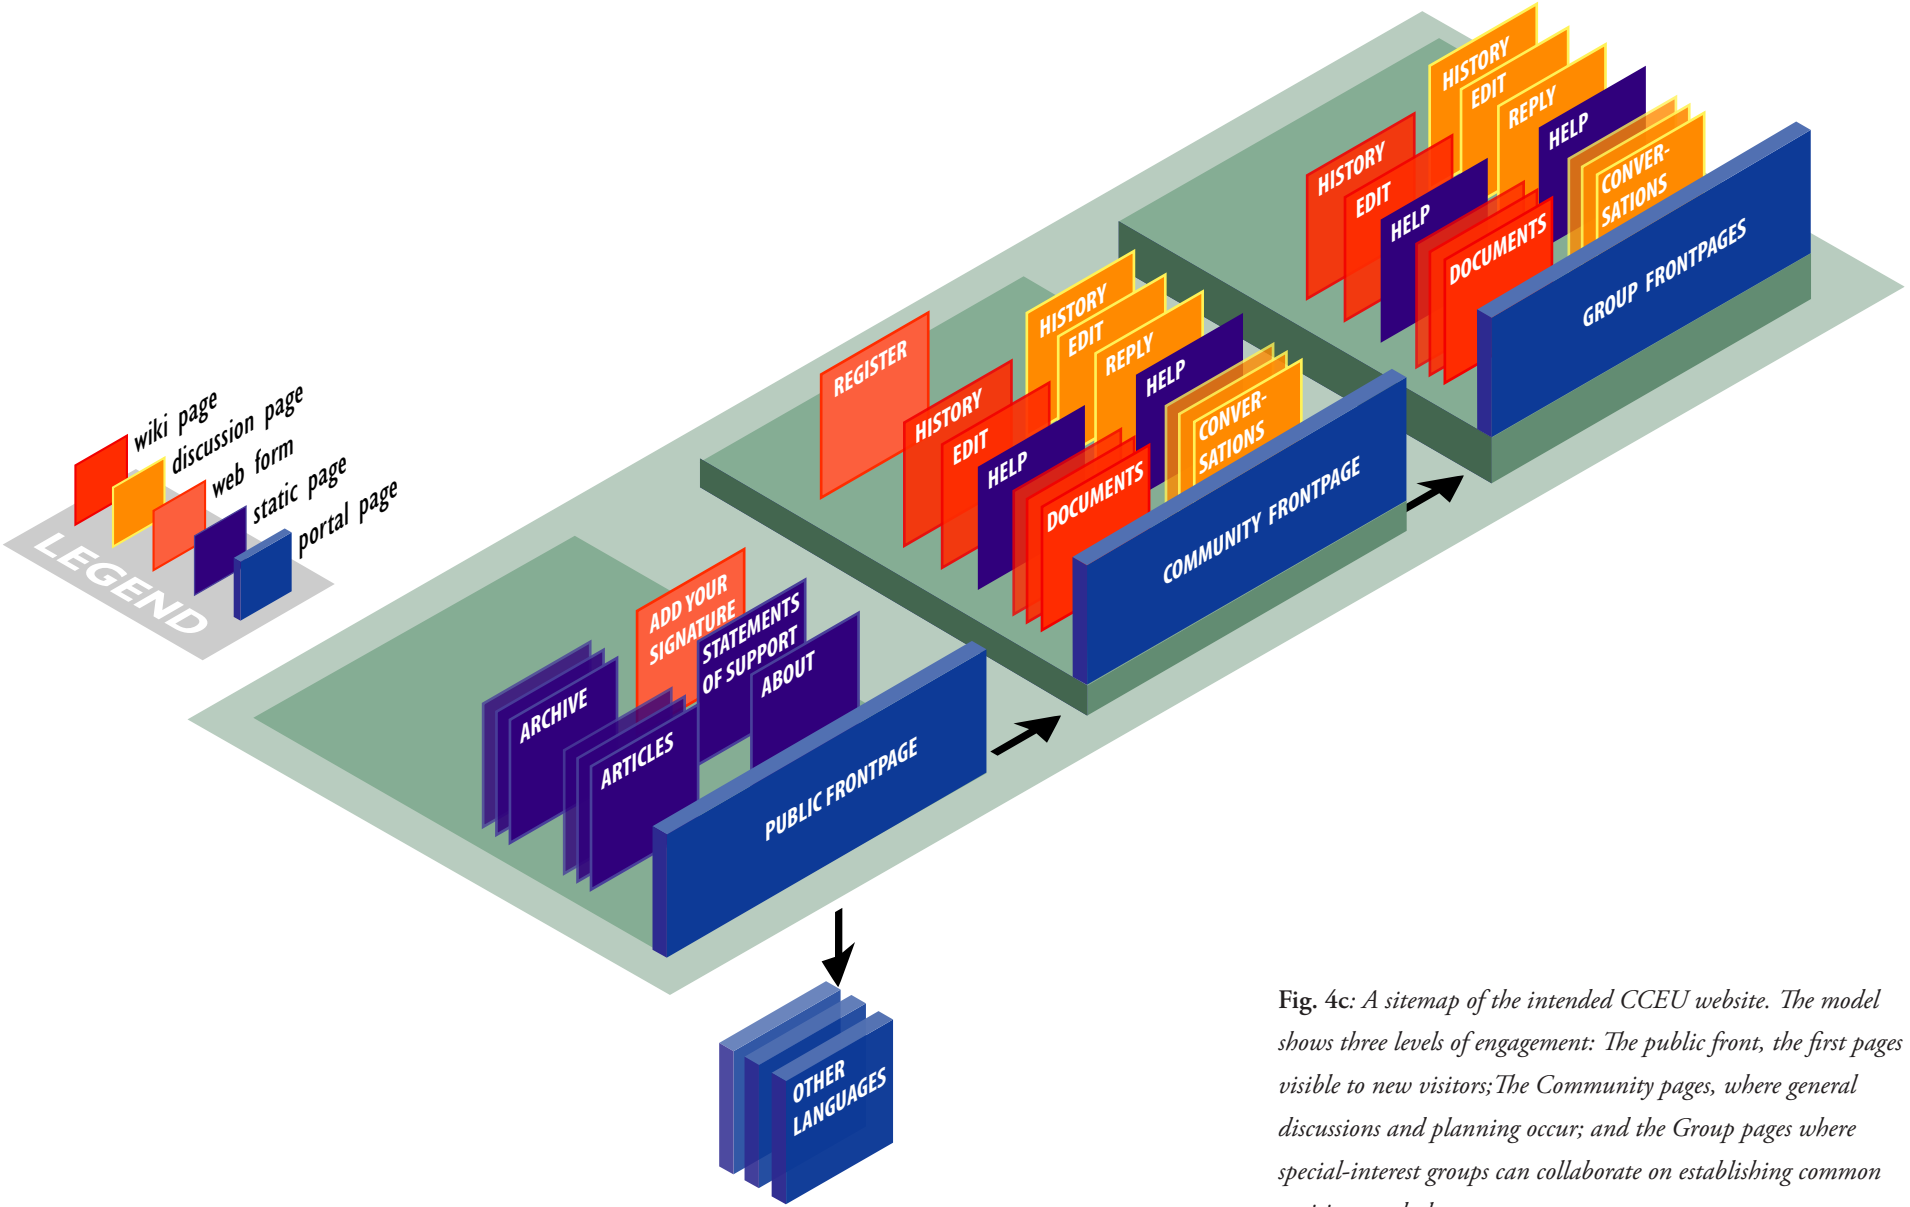 wiki page
discussion page
web form
static page
portal page
LEGEND
HISTORY
EDIT
REPLY
HELP
CONVER-
SATIONS
HISTORY
EDIT
HELP
DOCUMENTS
GROUP FRONTPAGES
REGISTER
HISTORY
EDIT
REPLY
HELP
CONVER-
SATIONS
HISTORY
EDIT
HELP
DOCUMENTS
COMMUNITY FRONTPAGE
ADD YOUR
SIGNATURE
STATEMENTS
OF SUPPORT
ABOUT
ARCHIVE
ARTICLES
PUBLIC FRONTPAGE
OTHER
LANGUAGES
Fig. 4c: A sitemap of the intended CCEU website. The model
shows three levels of engagement: The public front, the first pages
visible to new visitors;The Community pages, where general
discussions and planning occur; and the Group pages where
special-interest groups can collaborate on establishing common